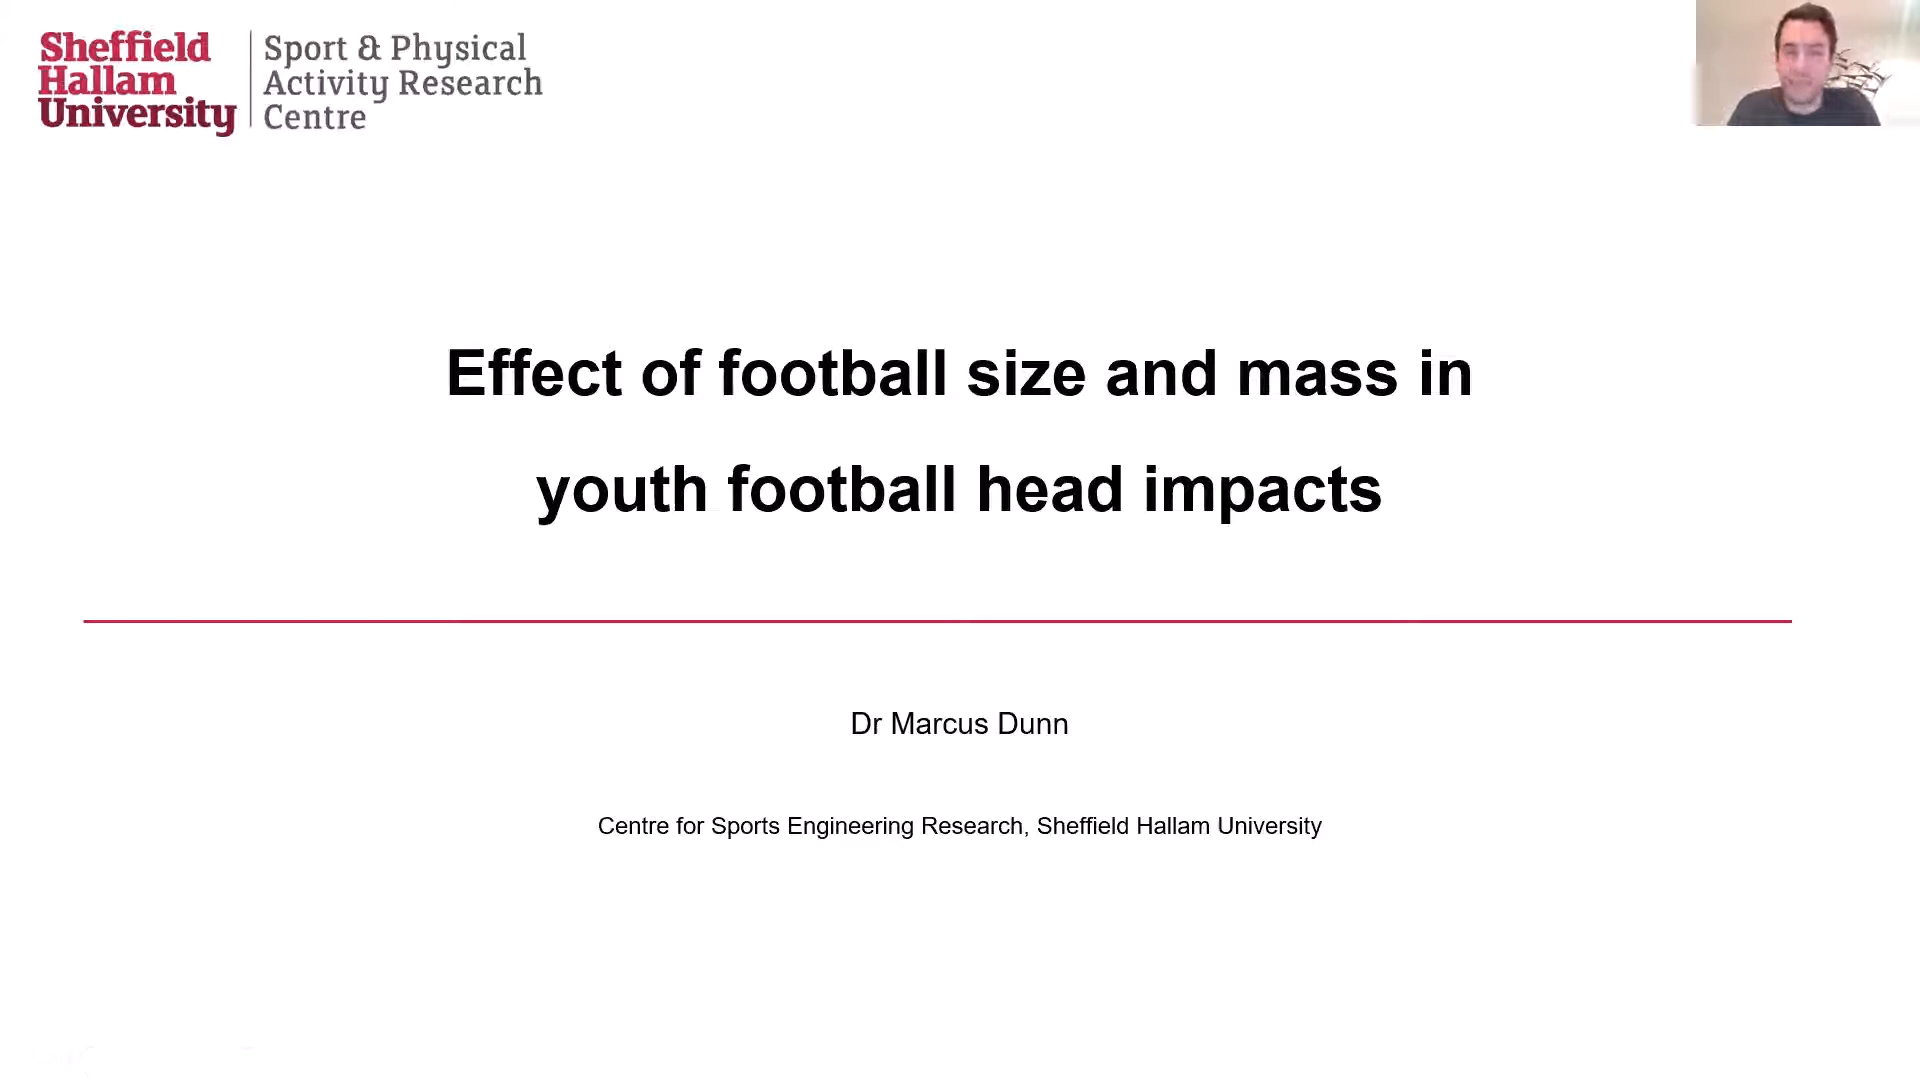 Sheffield
Hallam
University
Sport & Physical
Activity Research
Centre
Effect of football size and mass in
youth football head impacts
Dr Marcus Dunn
Centre for Sports Engineering Research, Sheffield Hallam University